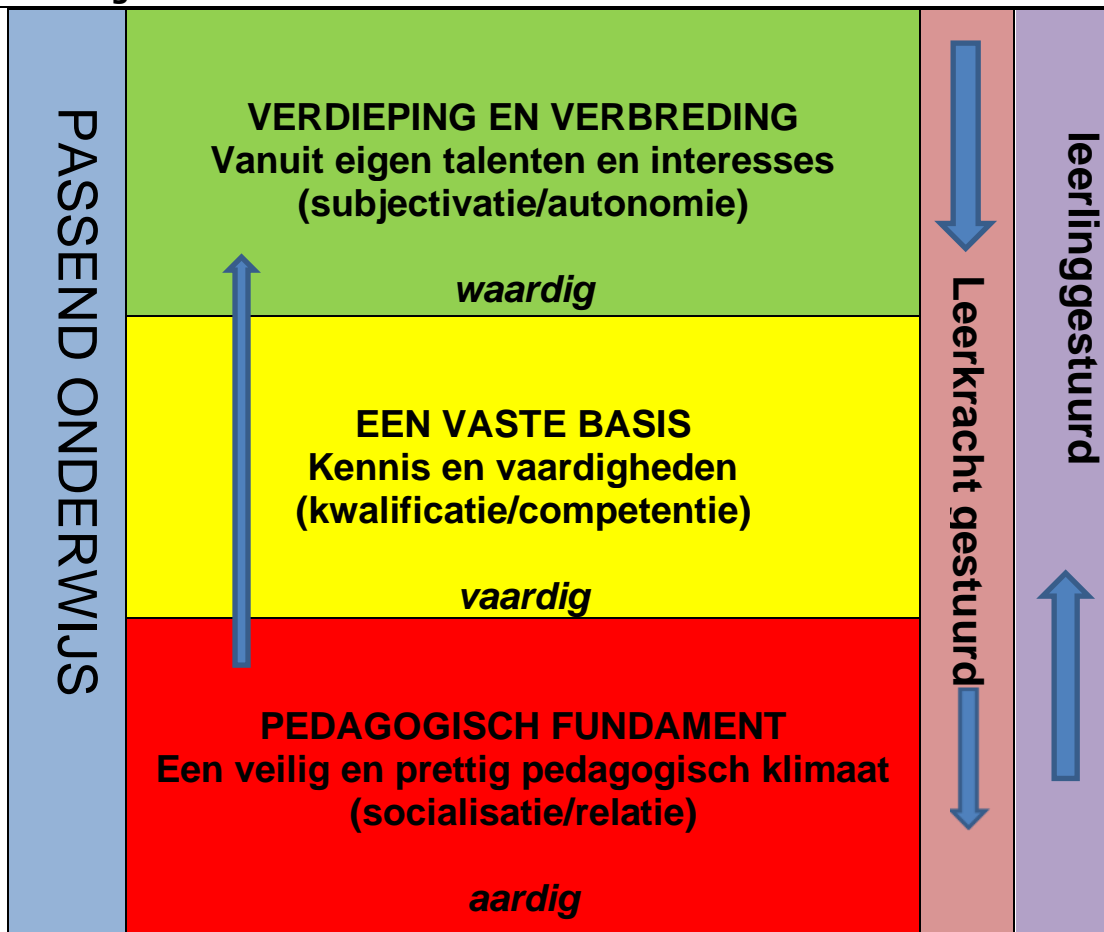 PASSEND ONDERWIJS
VERDIEPING EN VERBREDING
Vanuit eigen talenten en interesses
(subjectivatie/autonomie)
waardig
EEN VASTE BASIS
Kennis en vaardigheden
(kwalificatie/competentie)
vaardig
PEDAGOGISCH FUNDAMENT
Een veilig en prettig pedagogisch klimaat
(socialisatie/relatie)
aardig
Leerkracht gestuurd
leerlinggestuurd